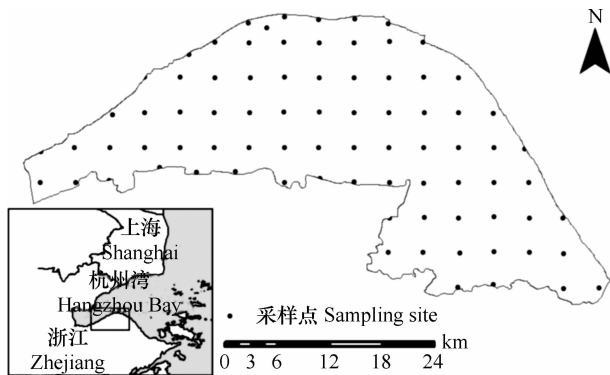 N
上海
Shanghai
杭州湾
Hangzhou Bay
浙江
Zhejiang
采样点 Sampling site
km
0 3 6 12 18 24